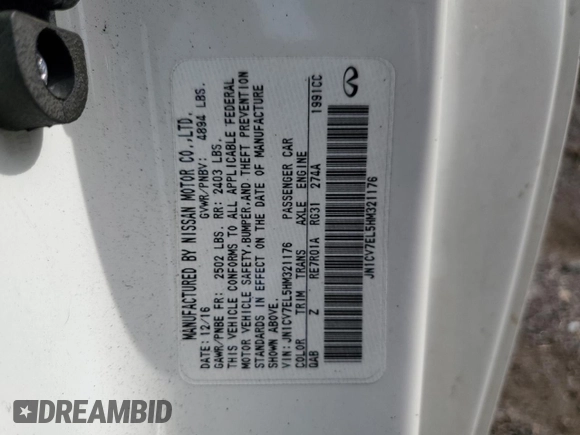 MANUFACTURED BY NISSAN MOTOR CO.,LTD.
DATE: 12/16 GVWR/PNBV: 4894 LBS.
GAWR/PNBE FR: 2502 LBS. RR: 2403 LBS.
THIS VEHICLE CONFORMS TO ALL APPLICABLE FEDERAL
MOTOR VEHICLE SAFETY,BUMPER,AND THEFT PREVENTION
STANDARDS IN EFFECT ON THE DATE OF MANUFACTURE
SHOWN ABOVE.
VIN:JN1CV7EL5HM321176 PASSENGER CAR
COLOR TRIM TRANS AXLE ENGINE
QAB Z RE7R01A RG31 274A 1991CC
JN1CV7EL5HM321176
DREAMBID